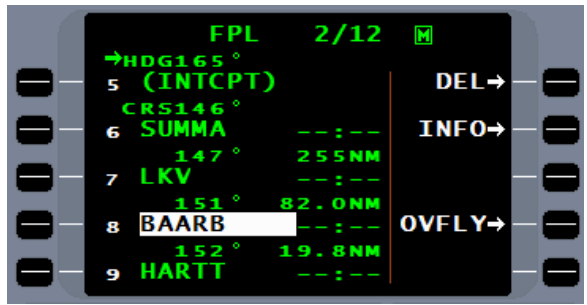 FPL 2/12 M
→HDG165°
5 (INTCPT) DEL→
CRS146°
6 SUMMA --:-- INFO→
147° 255NM
7 LKV --:--
151° 82.0NM
8 BAARB --:-- OVFLY→
152° 19.8NM
9 HARTT --:--